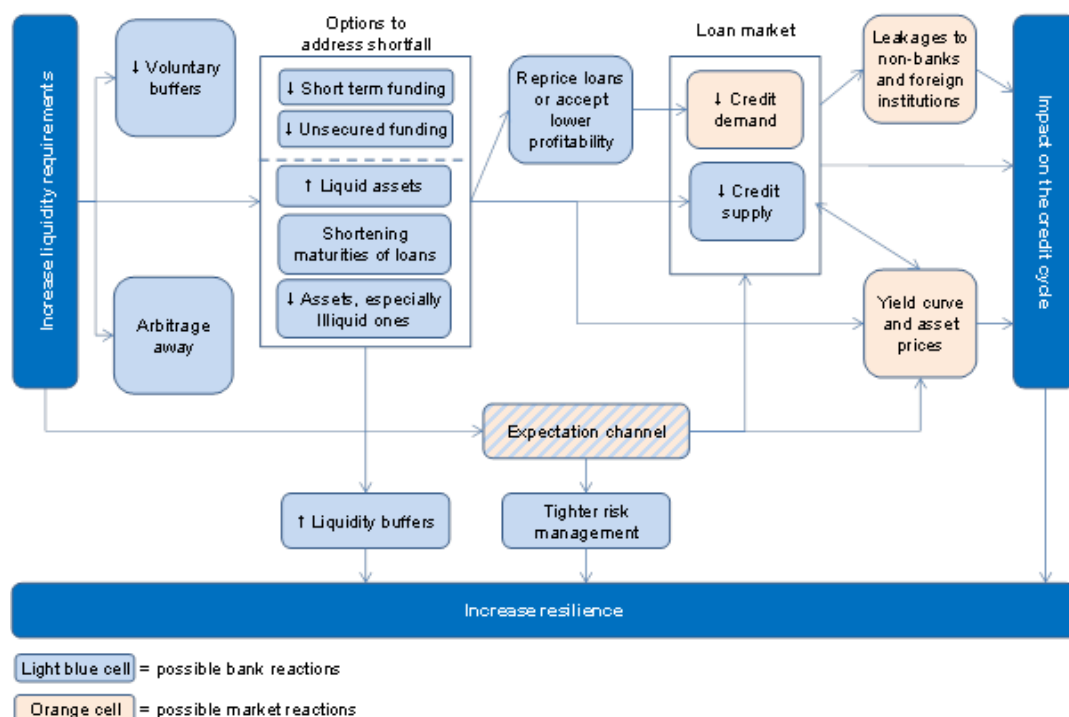 Increase liquidity requirements
↓ Voluntary
buffers
Arbitrage
away
Options to
address shortfall
↓ Short term funding
↓ Unsecured funding
↑ Liquid assets
Shortening
maturities of loans
↓ Assets, especially
Illiquid ones
Reprice loans
or accept
lower
profitability
Loan market
↓ Credit
demand
↓ Credit
supply
Leakages to
non-banks
and foreign
institutions
Yield curve
and asset
prices
Impact on the credit cycle
Expectation channel
↑ Liquidity buffers
Tighter risk
management
Increase resilience
Light blue cell = possible bank reactions
Orange cell = possible market reactions